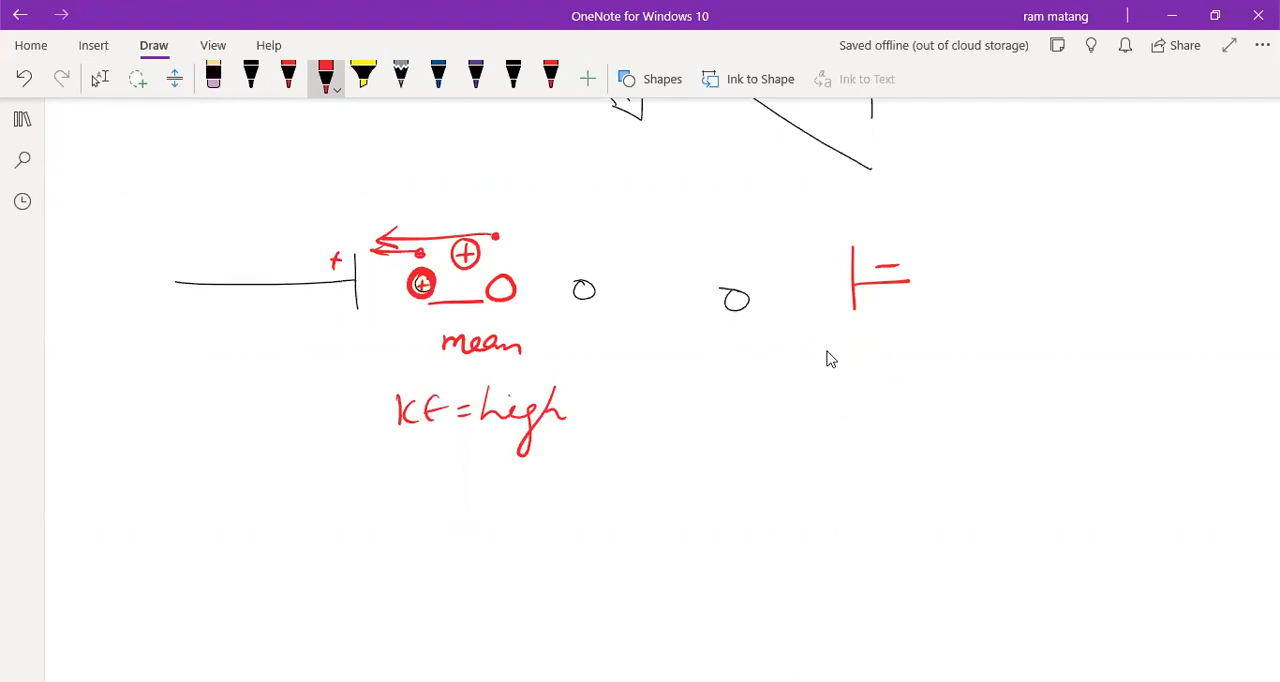 OneNote for Windows 10
ram matang
Home Insert Draw View Help
Saved offline (out of cloud storage)
Share
Shapes
Ink to Shape
Ink to Text
+
+
+
mean
KE = high